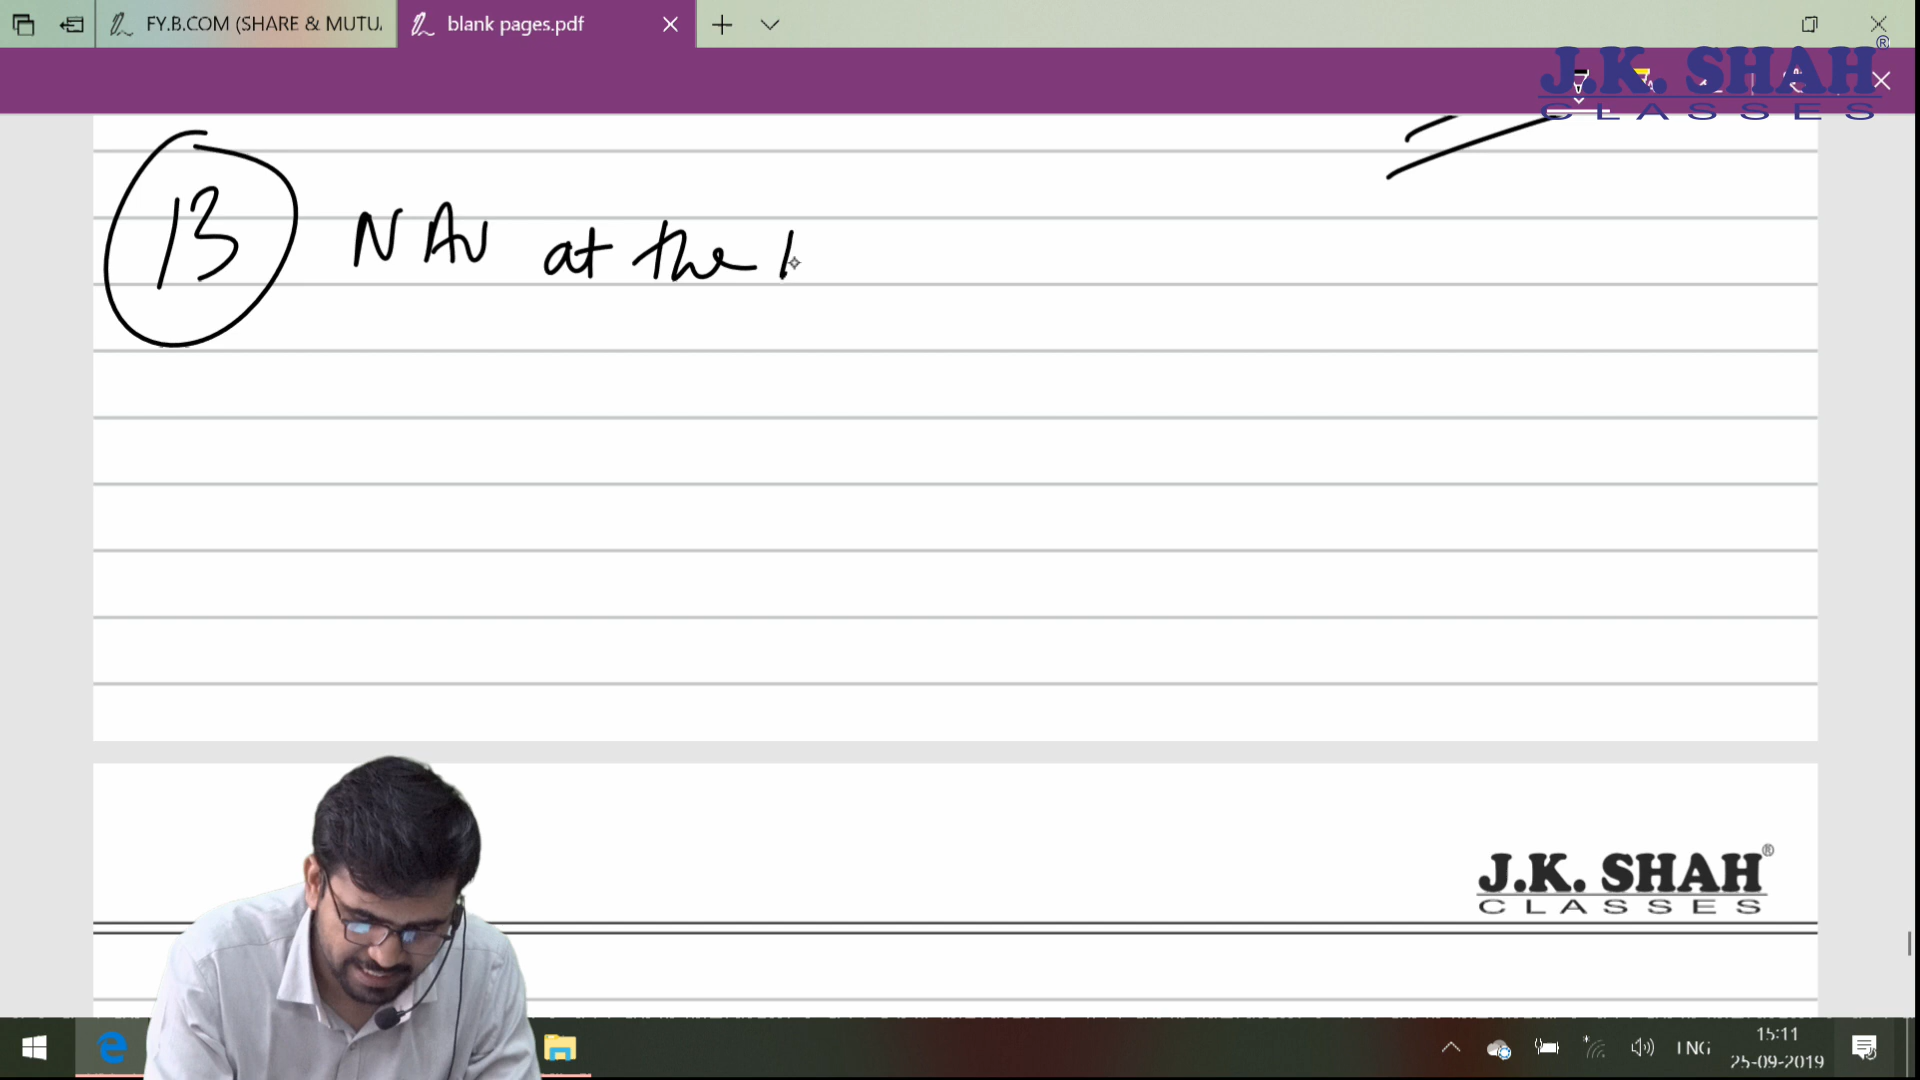 FY.B.COM (SHARE & MUTU
blank pages.pdf
J.K. SHAH®
CLASSES
13 NAV at the
J.K. SHAH®
CLASSES
ENG
15:11
25-09-2019